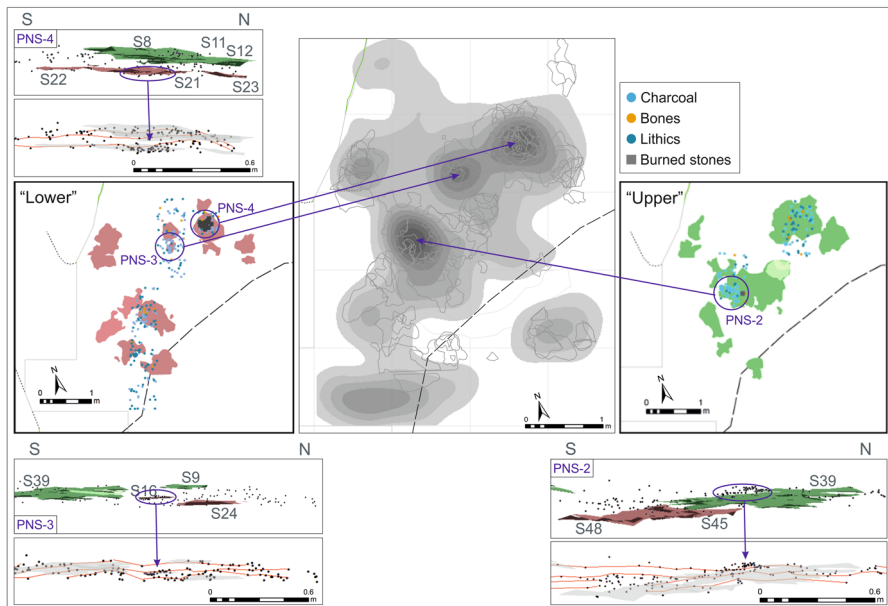 S N
PNS-4
S8
S11
S12
S22
S21
S23
0 0.6
m
Charcoal
Bones
Lithics
Burned stones
“Lower”
PNS-4
PNS-3
N
0 1
m
N
0 1
m
“Upper”
PNS-2
N
0 1
m
S N
S39
S16
S9
S24
PNS-3
0 0.6
m
S N
PNS-2
S39
S48
S45
0 0.6
m